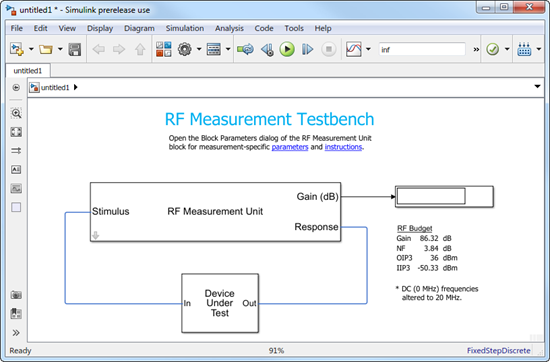 untitled1 * - Simulink prerelease use
File Edit View Display Diagram Simulation Analysis Code Tools Help
inf »
untitled1
untitled1
RF Measurement Testbench
Open the Block Parameters dialog of the RF Measurement Unit
block for measurement-specific parameters and instructions.
Gain (dB)
Stimulus RF Measurement Unit
Response
RF Budget
Gain 86.32 dB
NF 3.84 dB
OIP3 36 dBm
IIP3 -50.33 dBm
In Device Under Test Out
* DC (0 MHz) frequencies
altered to 20 MHz.
»
Ready 91% FixedStepDiscrete